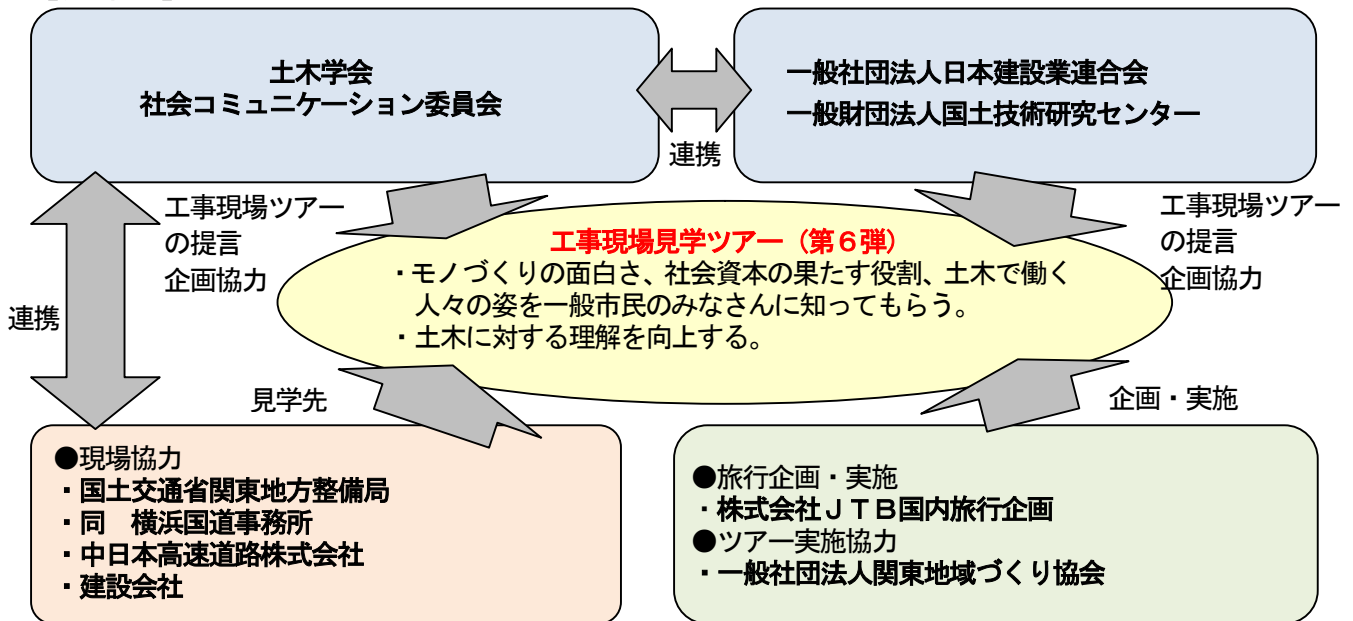 土木学会
社会コミュニケーション委員会
一般社団法人日本建設業連合会
一般財団法人国土技術研究センター
連携
工事現場ツアー
の提言
企画協力
工事現場ツアー
の提言
企画協力
連携
工事現場見学ツアー（第６弾）
・モノづくりの面白さ、社会資本の果たす役割、土木で働く
人々の姿を一般市民のみなさんに知ってもらう。
・土木に対する理解を向上する。
見学先
企画・実施
●現場協力
・国土交通省関東地方整備局
・同　横浜国道事務所
・中日本高速道路株式会社
・建設会社
●旅行企画・実施
・株式会社ＪＴＢ国内旅行企画
●ツアー実施協力
・一般社団法人関東地域づくり協会